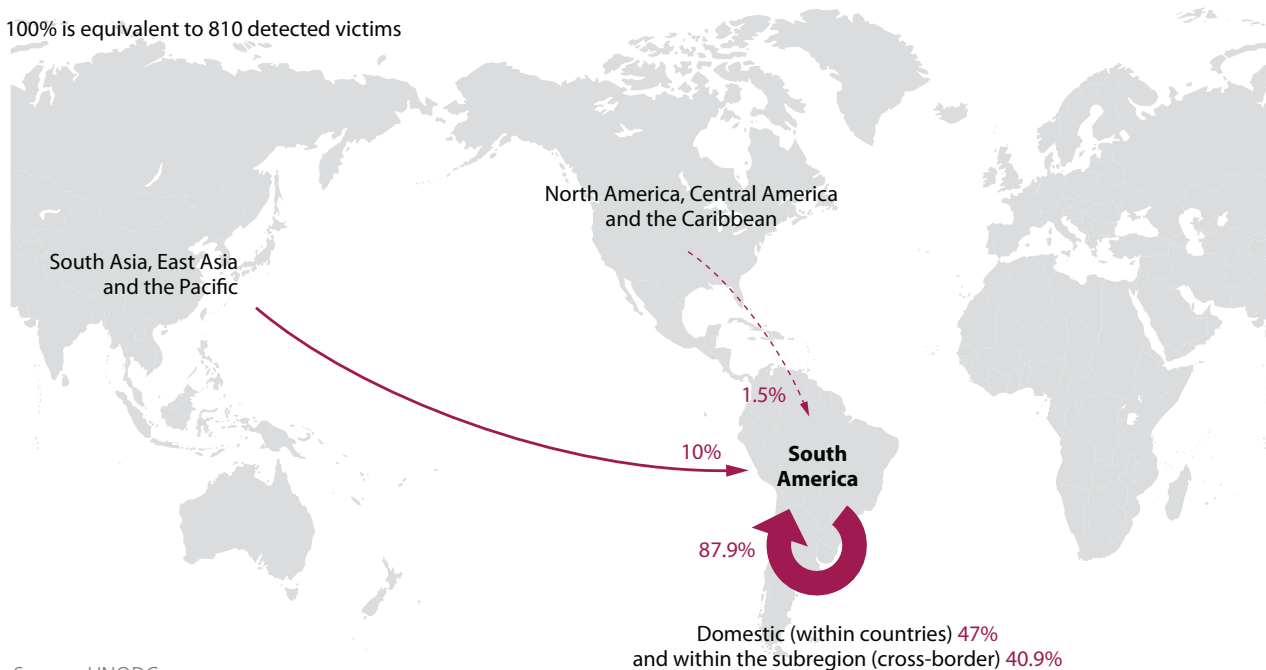 100% is equivalent to 810 detected victims
North America, Central America
and the Caribbean
South Asia, East Asia
and the Pacific
1.5%
10%
South
America
87.9%
Domestic (within countries) 47%
and within the subregion (cross-border) 40.9%